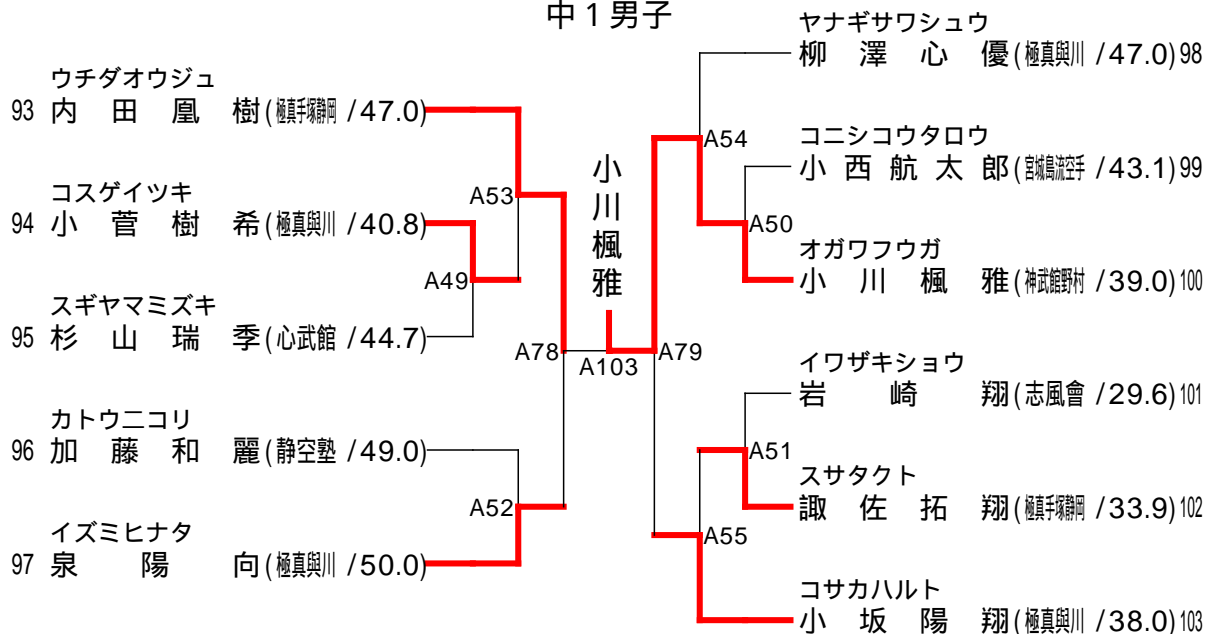 中１男子
ウチダオウジュ
93 内田凰樹(極真手塚静岡 /47.0)
コスゲイツキ
94 小菅樹希(極真與川 /40.8)
スギヤマミズキ
95 杉山瑞季(心武館 /44.7)
カトウニコリ
96 加藤和麗(静空塾 /49.0)
イズミヒナタ
97 泉陽向(極真與川 /50.0)
A53
A49
A78
A52
小川楓雅
A103
A54
A50
A79
A51
A55
ヤナギサワシュウ
柳澤心優(極真與川 /47.0) 98
コニシコウタロウ
小西航太郎(宮城島流空手 /43.1) 99
オガワフウガ
小川楓雅(神武館野村 /39.0) 100
イワザキショウ
岩崎翔(志風會 /29.6) 101
スサタクト
諏佐拓翔(極真手塚静岡 /33.9) 102
コサカハルト
小坂陽翔(極真與川 /38.0) 103